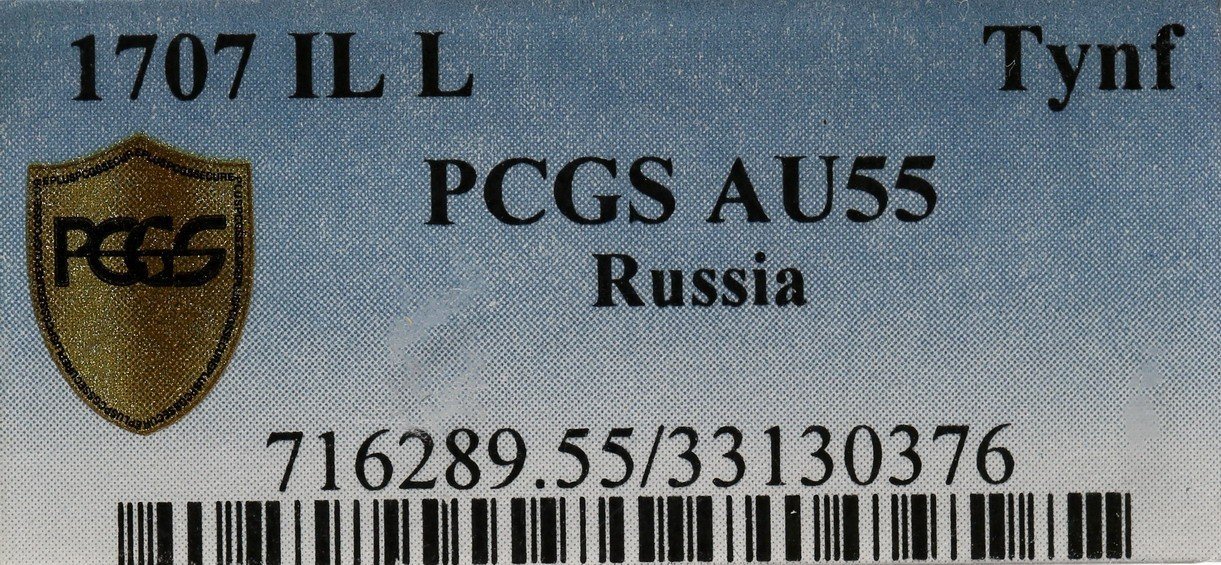 1707 IL L Tynf
PCGS AU55
Russia
PCGS
716289.55/33130376